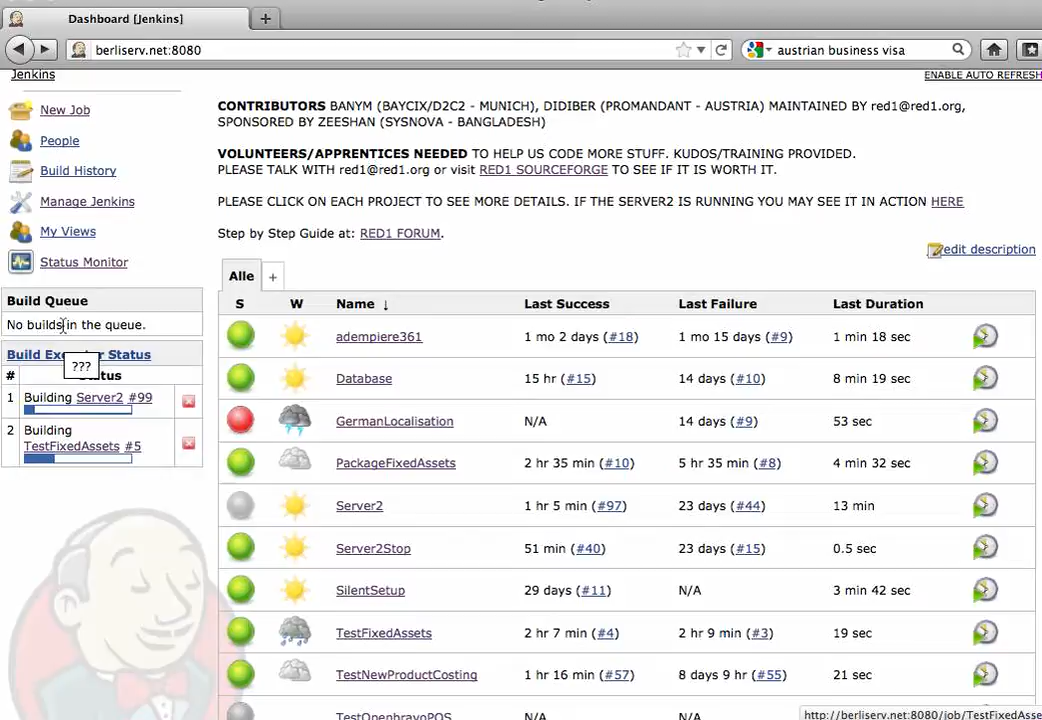 Dashboard [Jenkins]
berliserv.net:8080
austrian business visa
Jenkins
ENABLE AUTO REFRESH
New Job
People
Build History
Manage Jenkins
My Views
Status Monitor
Build Queue
No builds in the queue.
Status
???
#
1 Building Server2 #99
2 Building
TestFixedAssets #5
CONTRIBUTORS BANYM (BAYCIX/D2C2 - MUNICH), DIDIBER (PROMANDANT - AUSTRIA) MAINTAINED BY red1@red1.org,
SPONSORED BY ZEESHAN (SYSNOVA - BANGLADESH)
VOLUNTEERS/APPRENTICES NEEDED TO HELP US CODE MORE STUFF. KUDOS/TRAINING PROVIDED.
PLEASE TALK WITH red1@red1.org or visit RED1 SOURCEFORGE TO SEE IF IT IS WORTH IT.
PLEASE CLICK ON EACH PROJECT TO SEE MORE DETAILS. IF THE SERVER2 IS RUNNING YOU MAY SEE IT IN ACTION HERE
Step by Step Guide at: RED1 FORUM.
edit description
Alle +
S W Name ↓ Last Success Last Failure Last Duration
adempiere361 1 mo 2 days (#18) 1 mo 15 days (#9) 1 min 18 sec
Database 15 hr (#15) 14 days (#10) 8 min 19 sec
GermanLocalisation N/A 14 days (#9) 53 sec
PackageFixedAssets 2 hr 35 min (#10) 5 hr 35 min (#8) 4 min 32 sec
Server2 1 hr 5 min (#97) 23 days (#44) 13 min
Server2Stop 51 min (#40) 23 days (#15) 0.5 sec
SilentSetup 29 days (#11) N/A 3 min 42 sec
TestFixedAssets 2 hr 7 min (#4) 2 hr 9 min (#3) 19 sec
TestNewProductCosting 1 hr 16 min (#57) 8 days 9 hr (#55) 21 sec
TestOpenbravoPOS N/A N/A N/A
http://berliserv.net:8080/job/TestFixedAsse